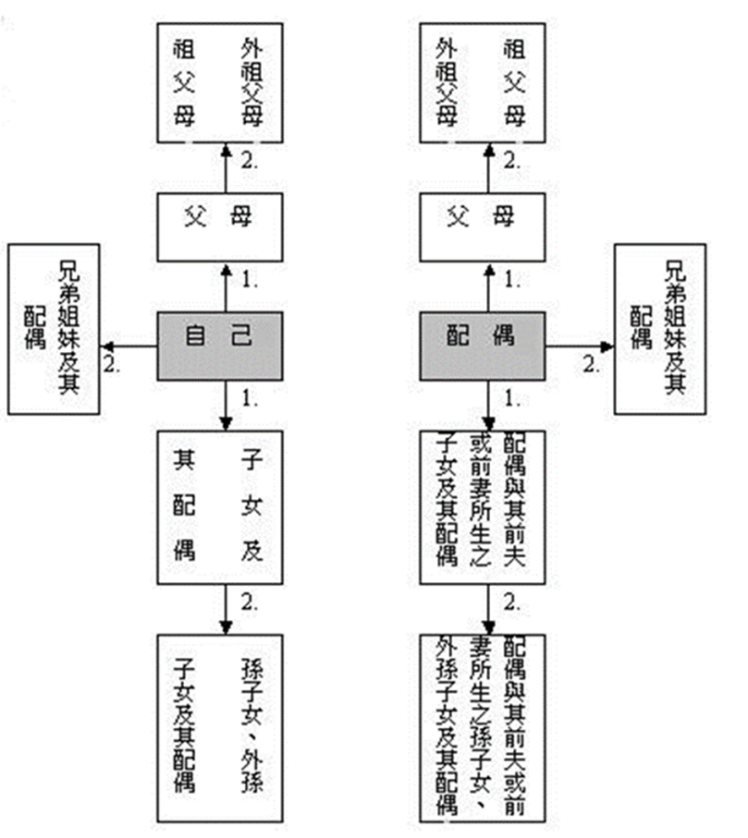 外祖父母
祖父母
祖父母
外祖父母
2.
2.
父母
父母
1.
1.
兄弟姐妹及其
配偶
2.
自己
配偶
2.
兄弟姐妹及其
配偶
1.
1.
子女及
其配偶
配偶與其前夫
或前妻所生之
子女及其配偶
2.
2.
孫子女、外孫
子女及其配偶
配偶與其前夫或前
妻所生之孫子女、
外孫子女及其配偶